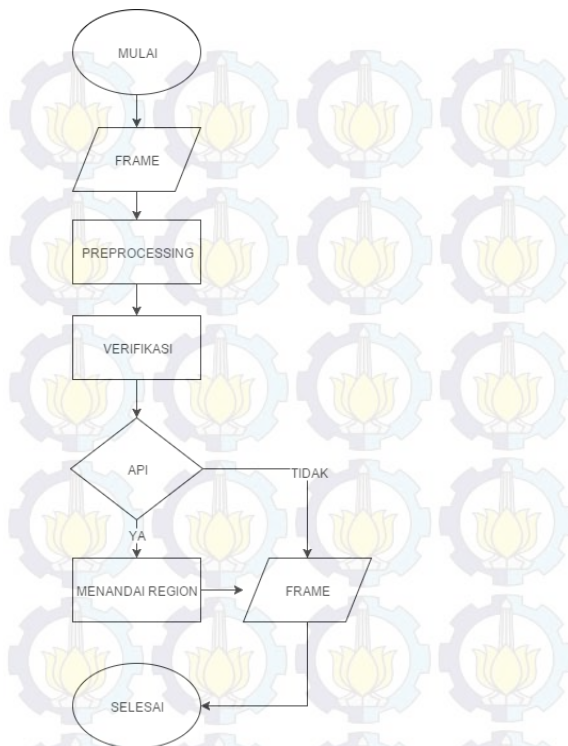 MULAI
FRAME
PREPROCESSING
VERIFIKASI
API
TIDAK
YA
MENANDAI REGION
FRAME
SELESAI